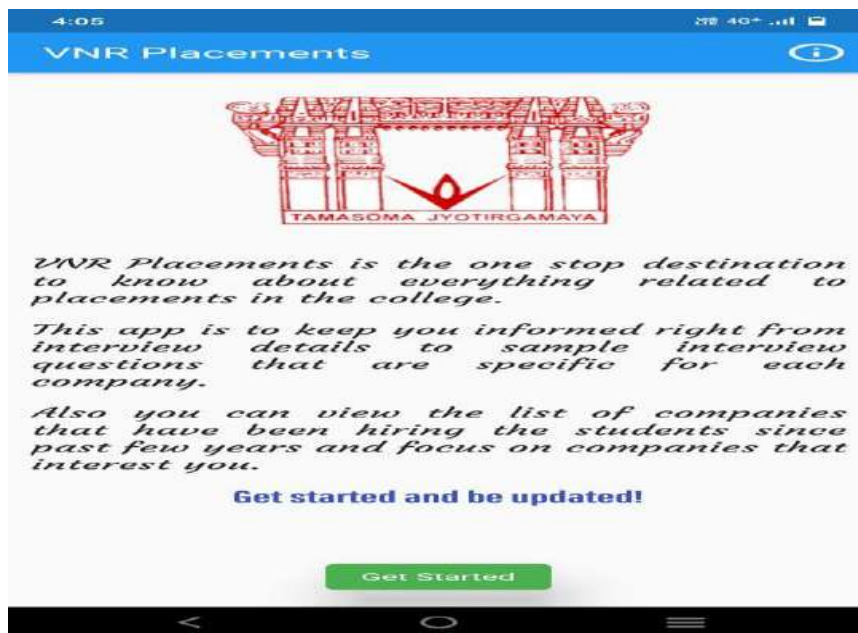 4:05
4G+
VNR Placements
TAMASOMA JYOTIRGAMAYA
VNR Placements is the one stop destination
to know about everything related to
placements in the college.
This app is to keep you informed right from
interview details to sample interview
questions that are specific for each
company.
Also you can view the list of companies
that have been hiring the students since
past few years and focus on companies that
interest you.
Get started and be updated!
Get Started